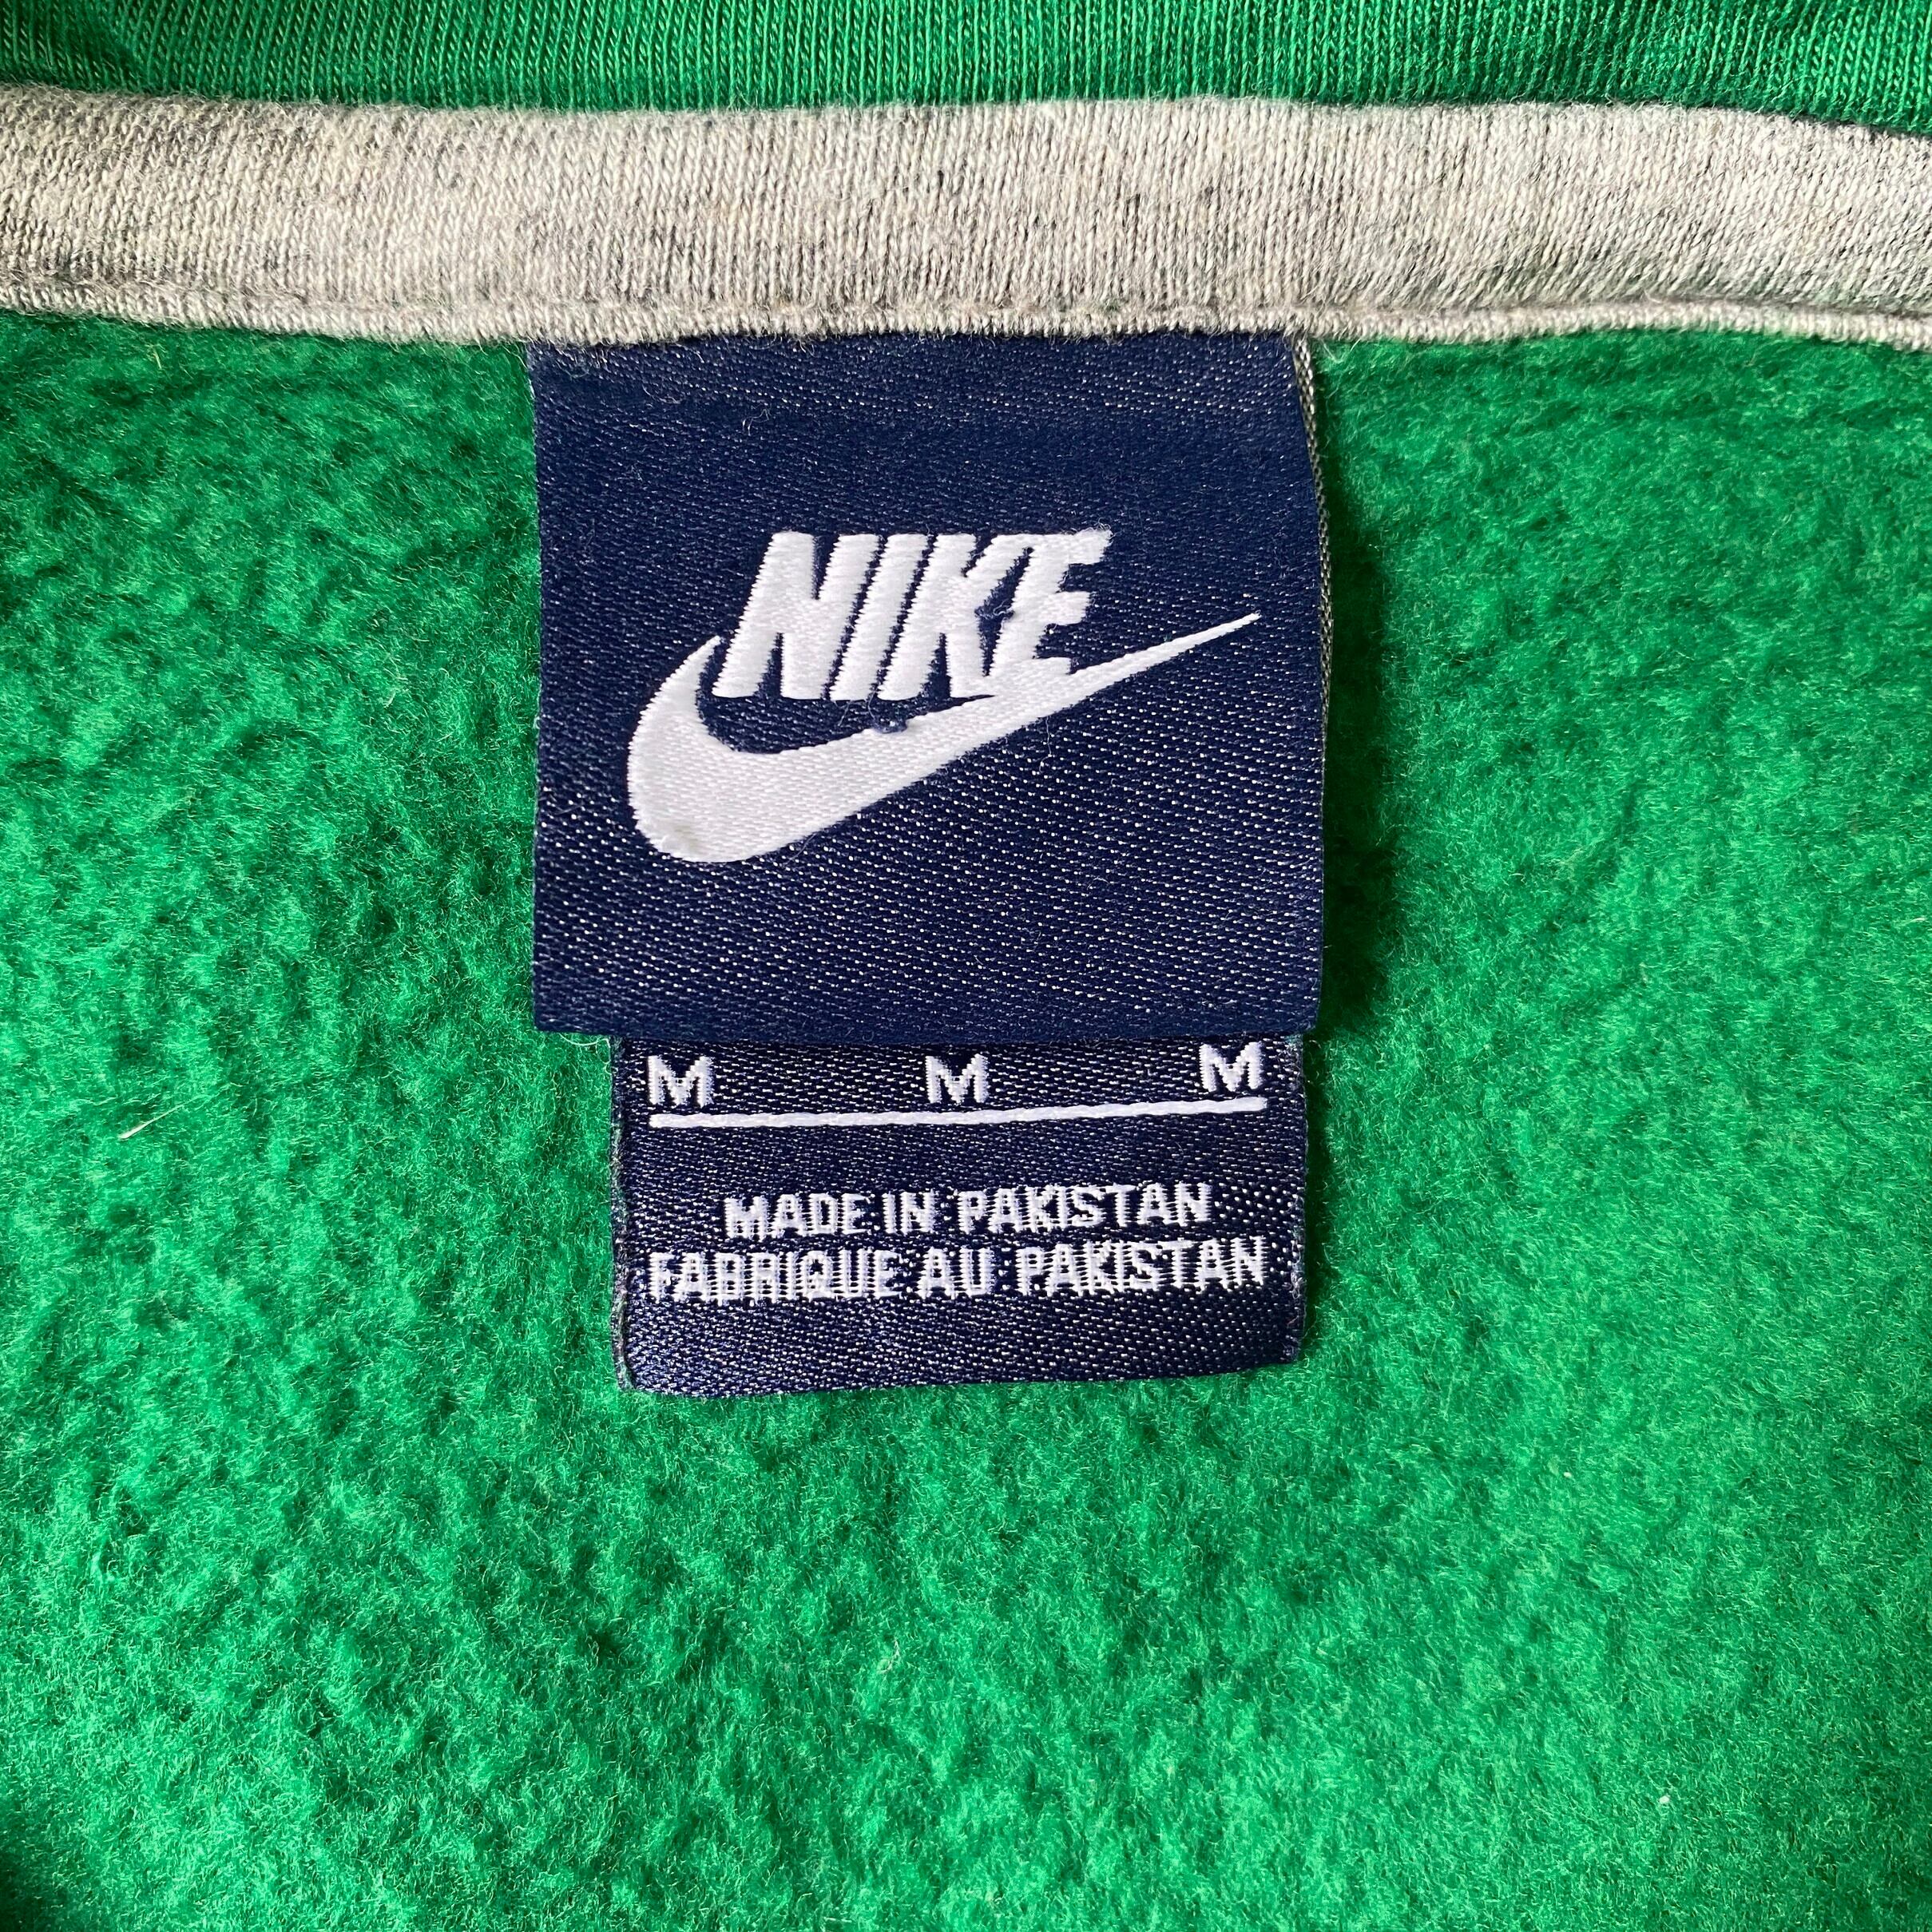 NIKE
M M M
MADE IN PAKISTAN
FABRIQUE AU PAKISTAN